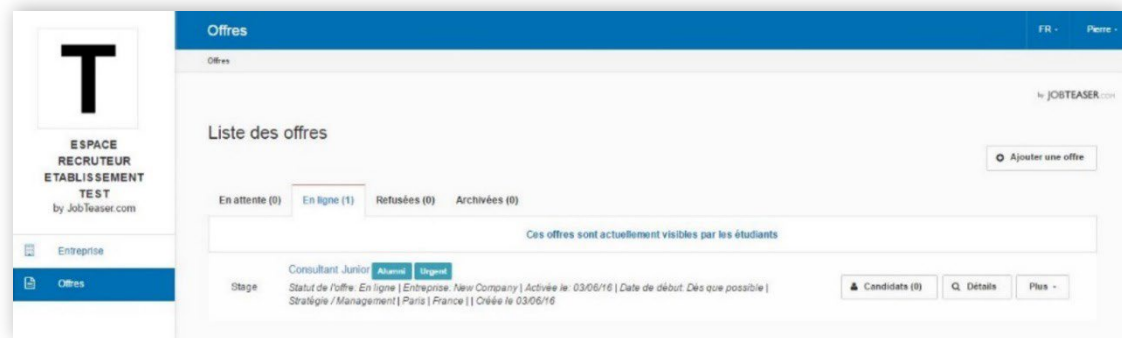 T
ESPACE
RECRUTEUR
ETABLISSEMENT
TEST
by JobTeaser.com
Entreprise
Offres
Offres
FR
Pierre
Offres
by JOBTEASER.com
Liste des offres
Ajouter une offre
En attente (0) En ligne (1) Refusées (0) Archivées (0)
Ces offres sont actuellement visibles par les étudiants
Stage
Consultant Junior Alumni Urgent
Statut de l'offre: En ligne | Entreprise: New Company | Activée le: 03/06/16 | Date de début: Dès que possible |
Stratégie / Management | Paris | France | | Créée le 03/06/16
Candidats (0) Détails Plus